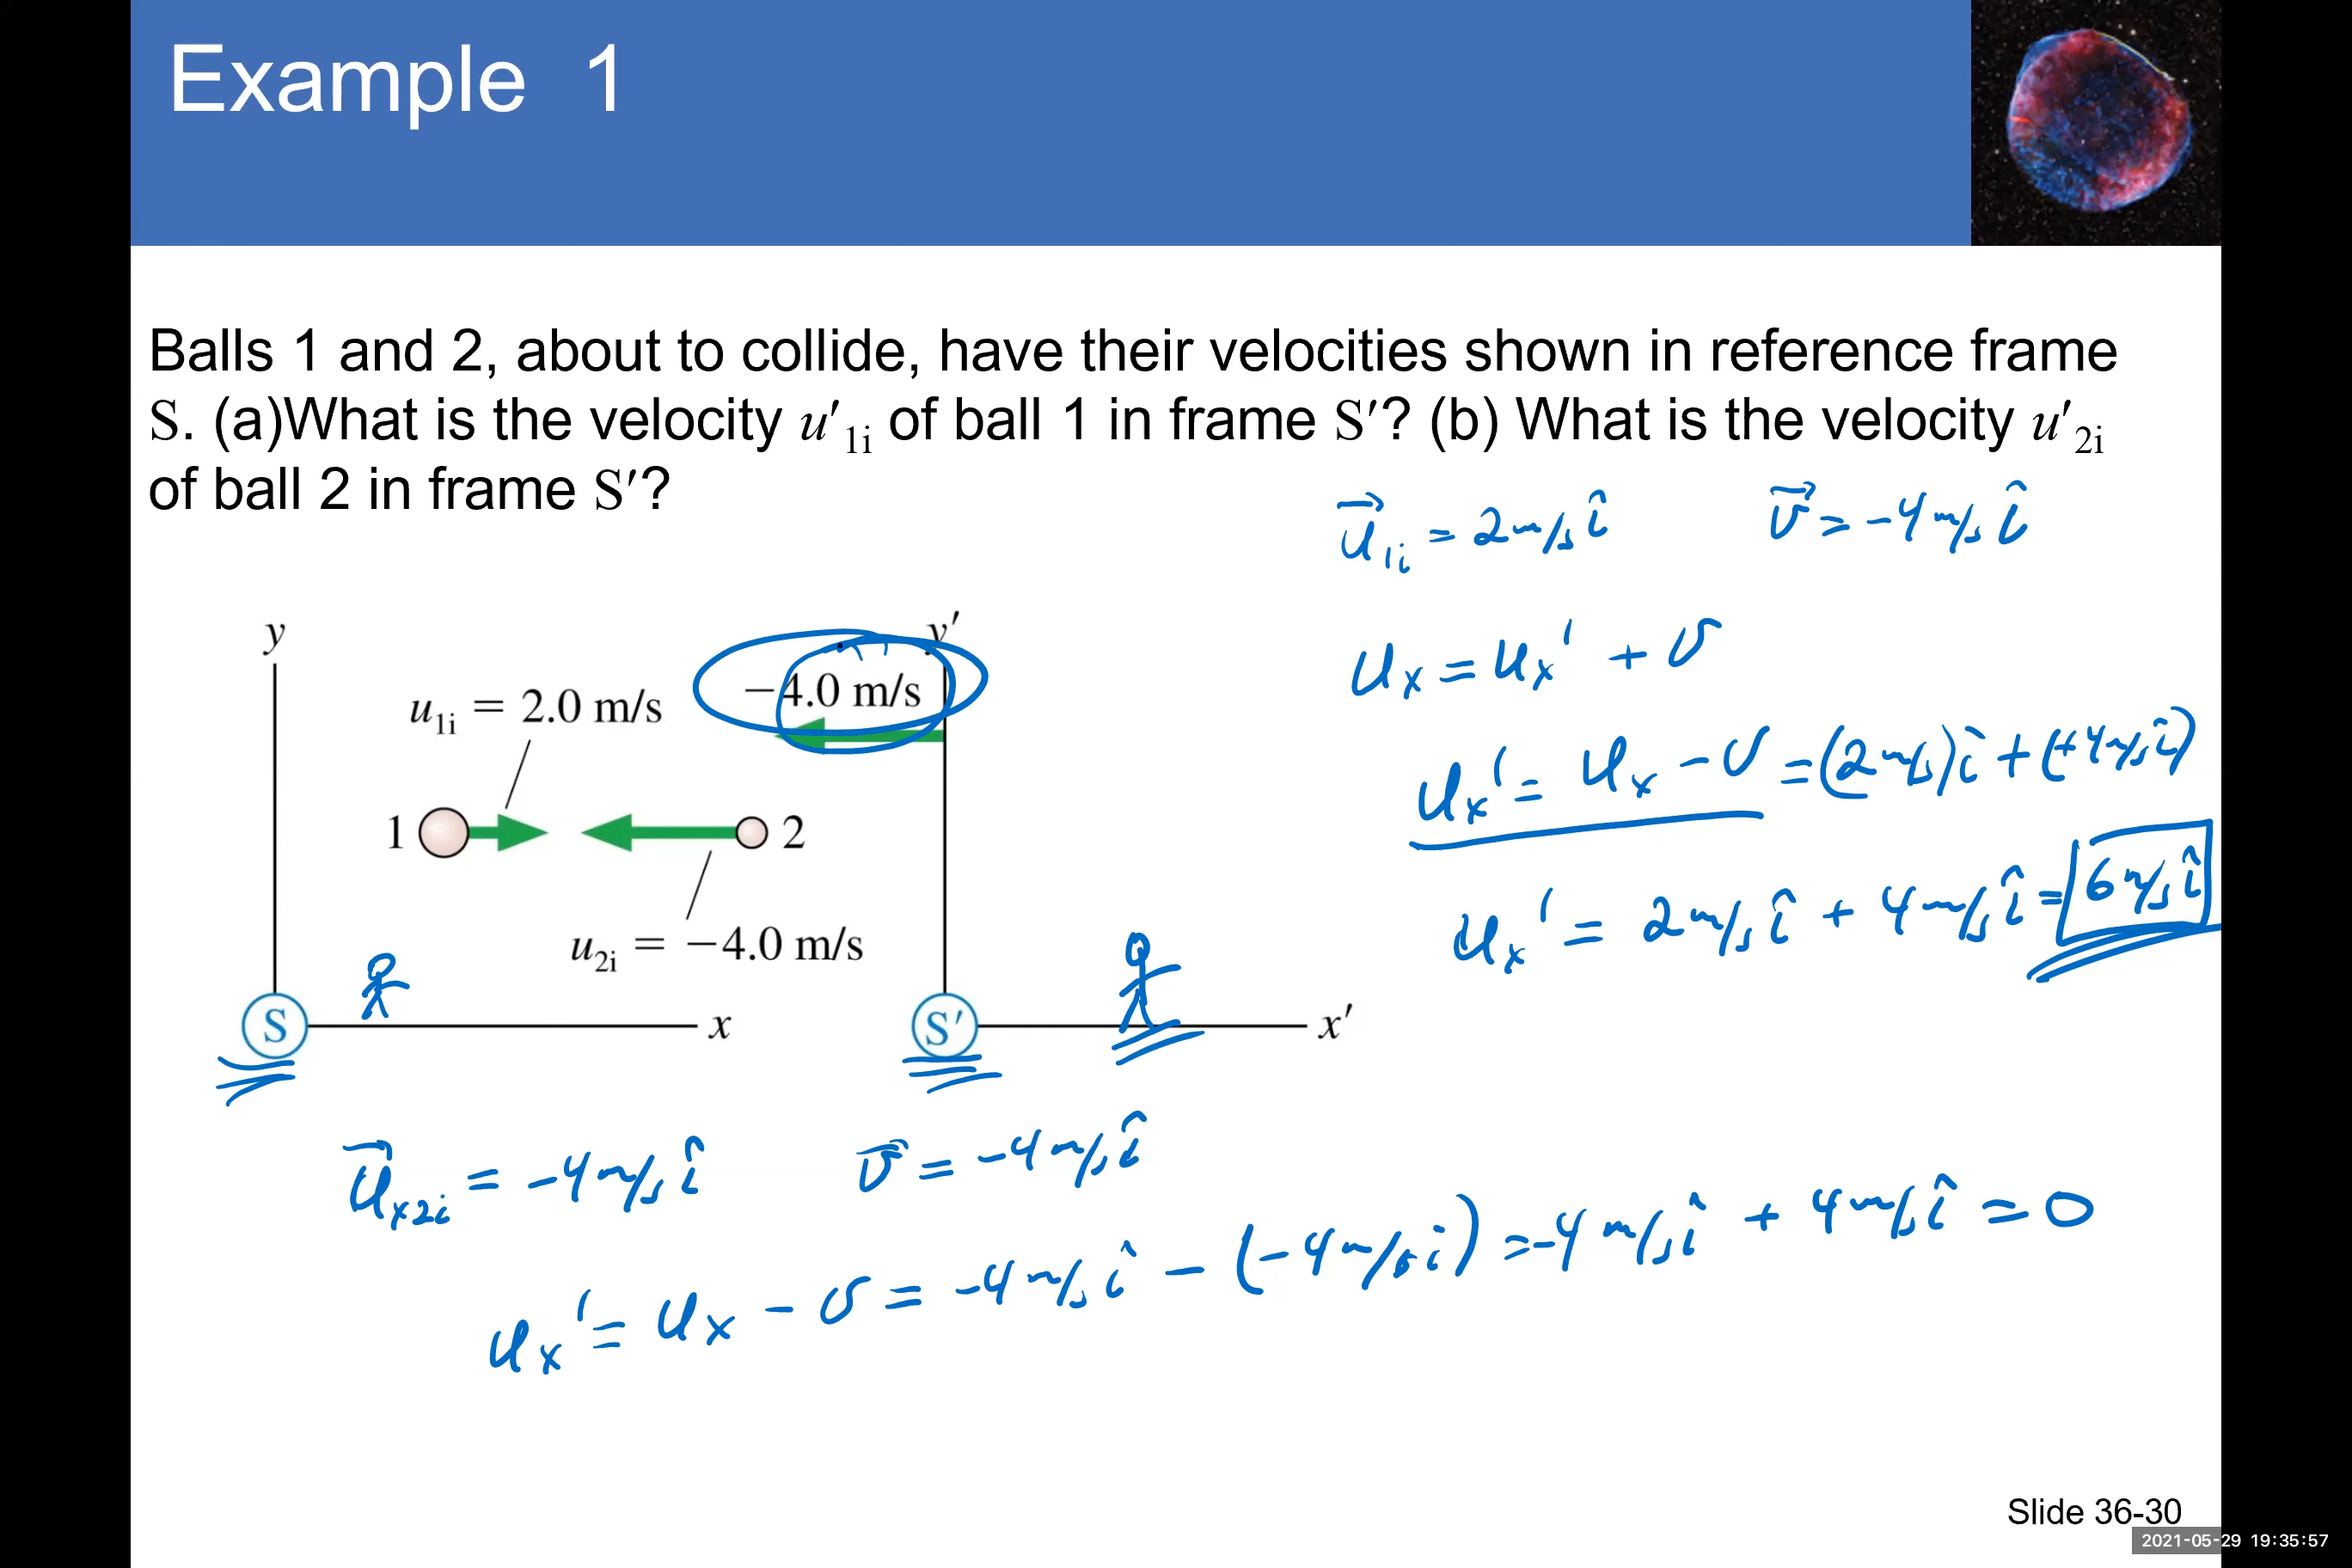 Example 1
Balls 1 and 2, about to collide, have their velocities shown in reference frame
S. (a)What is the velocity u′1i of ball 1 in frame S′? (b) What is the velocity u′2i
of ball 2 in frame S′?
u⃗1i = 2 m/s î
v⃗ = -4 m/s î
ux = ux′ + v
ux′ = ux - v = (2 m/s) î + (+4 m/s î)
ux′ = 2 m/s î + 4 m/s î = 6 m/s î
y
y′
−4.0 m/s
u1i = 2.0 m/s
1
2
u2i = −4.0 m/s
S
x
S′
x′
u⃗x2i = -4 m/s î
v⃗ = -4 m/s î
ux′ = ux - v = -4 m/s î - (-4 m/s î) = -4 m/s î + 4 m/s î = 0
Slide 36-30
2021-05-29 19:35:57